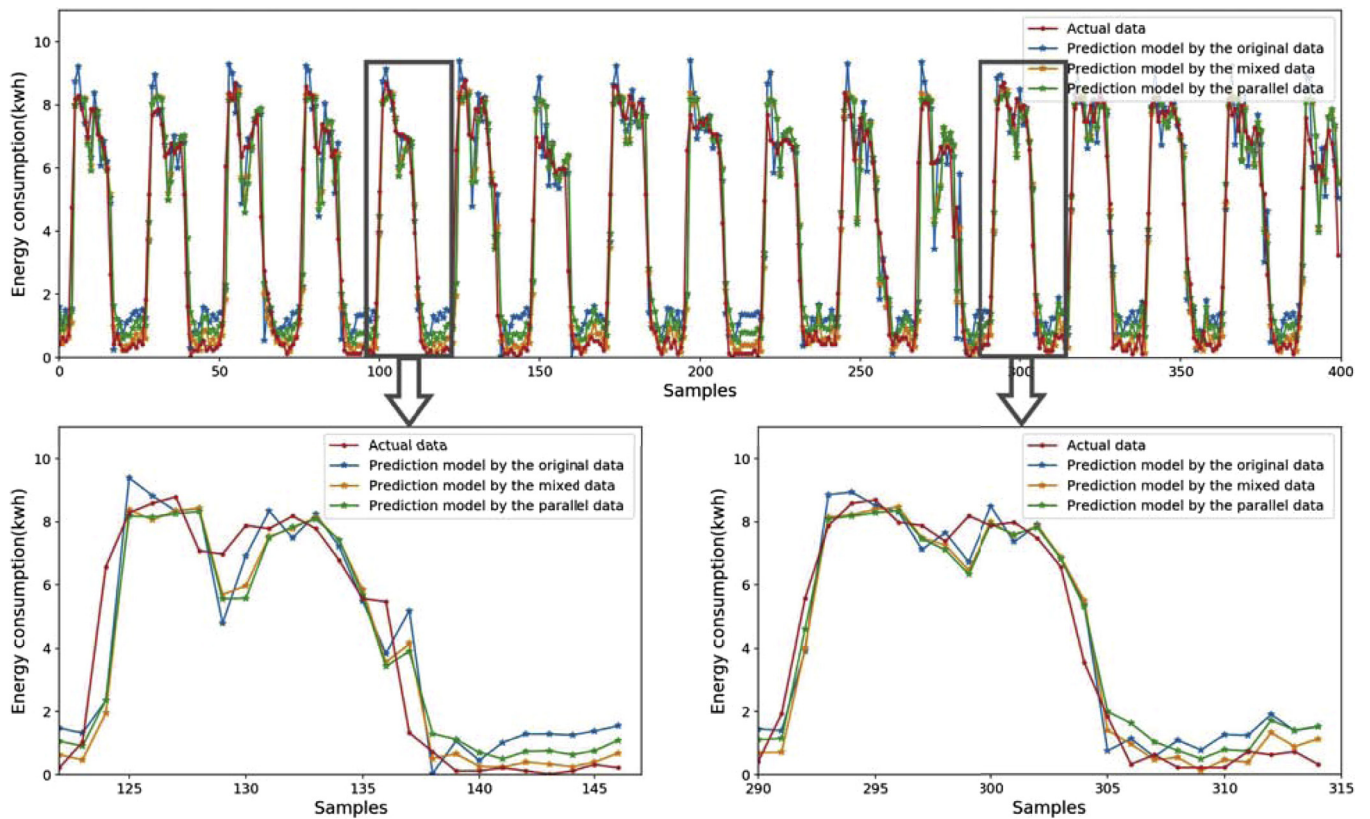 10
8
6
4
2
0
Energy consumption(kwh)
Actual data
Prediction model by the original data
Prediction model by the mixed data
Prediction model by the parallel data
0 50 100 150 200 250 300 350 400
Samples
10
8
6
4
2
0
Energy consumption(kwh)
Actual data
Prediction model by the original data
Prediction model by the mixed data
Prediction model by the parallel data
125 130 135 140 145
Samples
10
8
6
4
2
0
Energy consumption(kwh)
Actual data
Prediction model by the original data
Prediction model by the mixed data
Prediction model by the parallel data
290 295 300 305 310 315
Samples